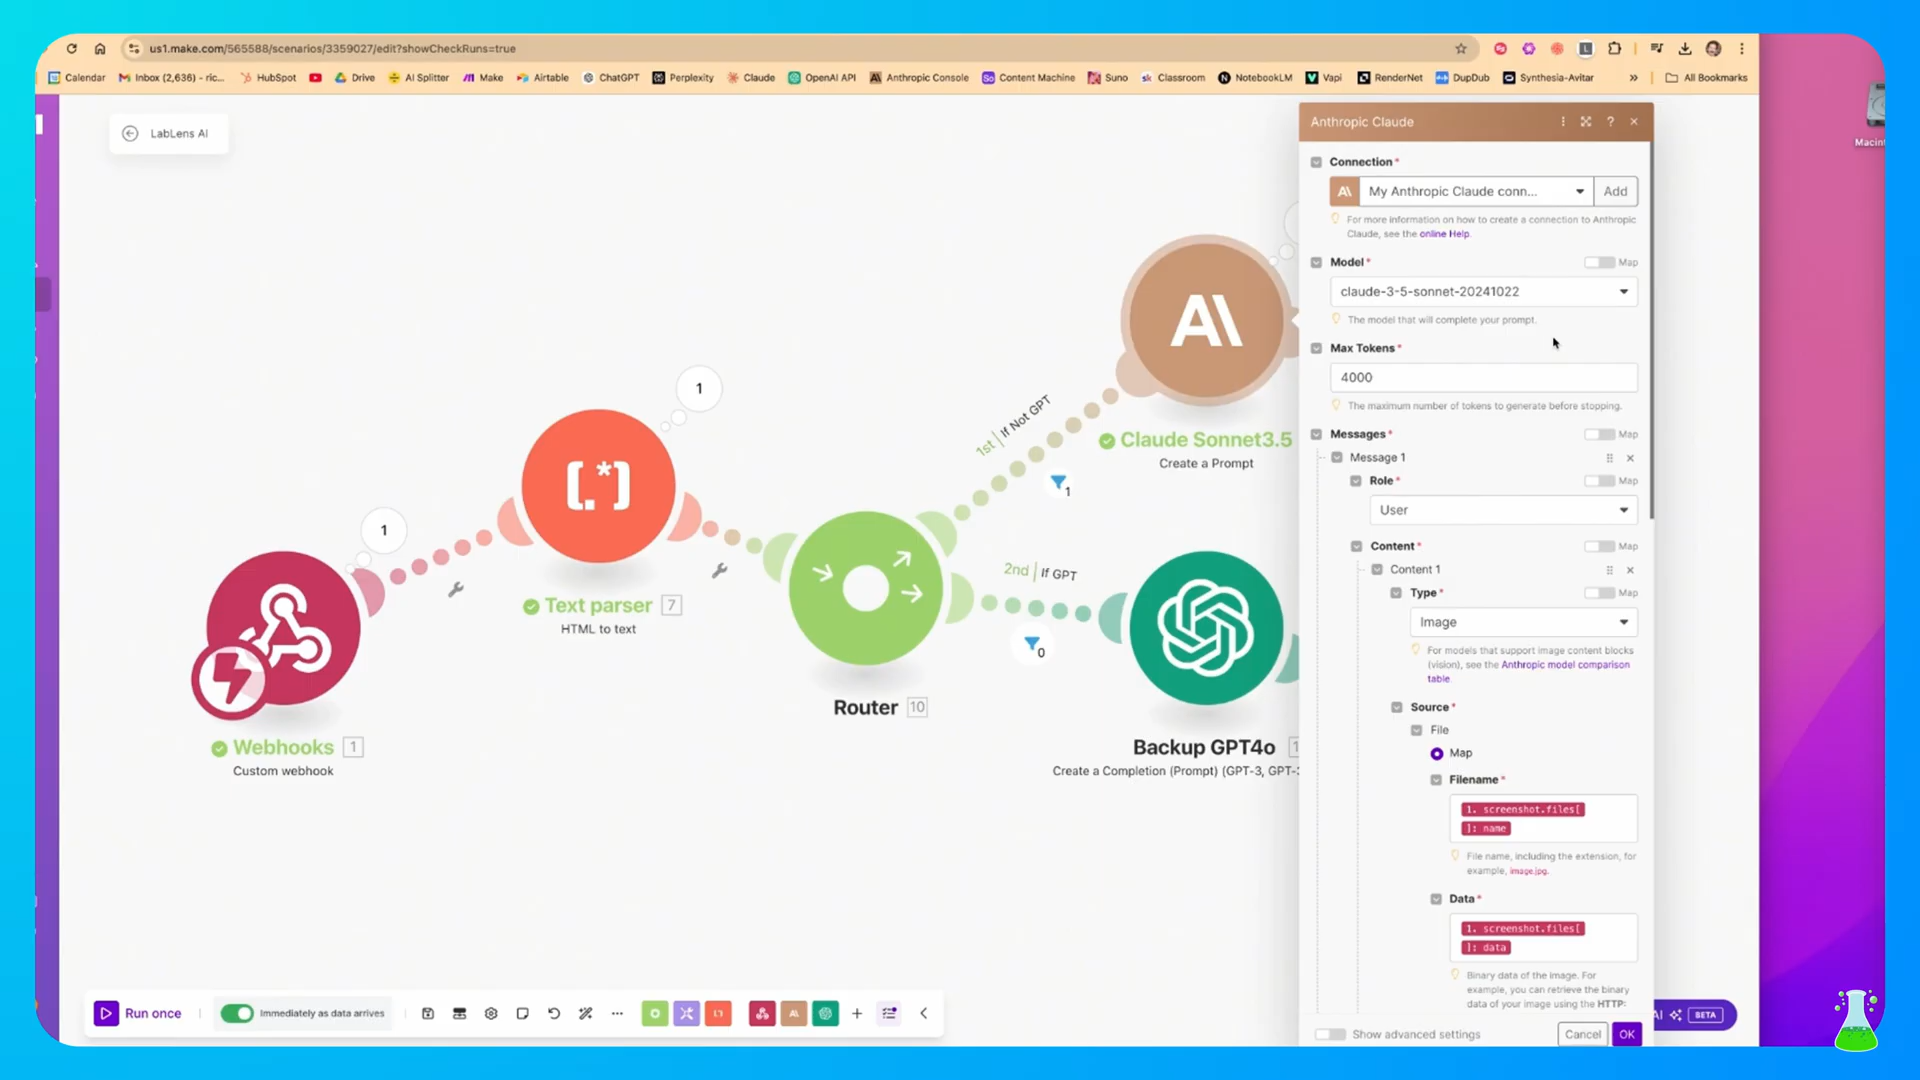 us1.make.com/565588/scenarios/3359027/edit?showCheckRuns=true
Calendar
Inbox (2,636) - ric...
HubSpot
Drive
AI Splitter
Make
Airtable
ChatGPT
Perplexity
Claude
OpenAI API
Anthropic Console
Content Machine
Suno
Classroom
NotebookLM
Vapi
RenderNet
DupDub
Synthesia-Avitar
»
All Bookmarks
LabLens AI
Macin
Anthropic Claude
Connection*
My Anthropic Claude conn...
Add
For more information on how to create a connection to Anthropic
Claude, see the online Help.
Model*
Map
claude-3-5-sonnet-20241022
The model that will complete your prompt.
Max Tokens*
4000
The maximum number of tokens to generate before stopping.
Messages*
Map
Message 1
Role*
Map
User
Content*
Map
Content 1
Type*
Map
Image
For models that support image content blocks
(vision), see the Anthropic model comparison
table.
Source*
File
Map
Filename*
1. screenshot.files[
]: name
File name, including the extension, for
example, image.jpg.
Data*
1. screenshot.files[
]: data
Binary data of the image. For
example, you can retrieve the binary
data of your image using the HTTP:
Show advanced settings
Cancel
OK
1
Webhooks 1
Custom webhook
1
[.*]
Text parser 7
HTML to text
Router 10
1st | If Not GPT
1
2nd | If GPT
0
A\
Claude Sonnet3.5
Create a Prompt
Backup GPT4o
Create a Completion (Prompt) (GPT-3, GPT-
Run once
Immediately as data arrives
AI
BETA